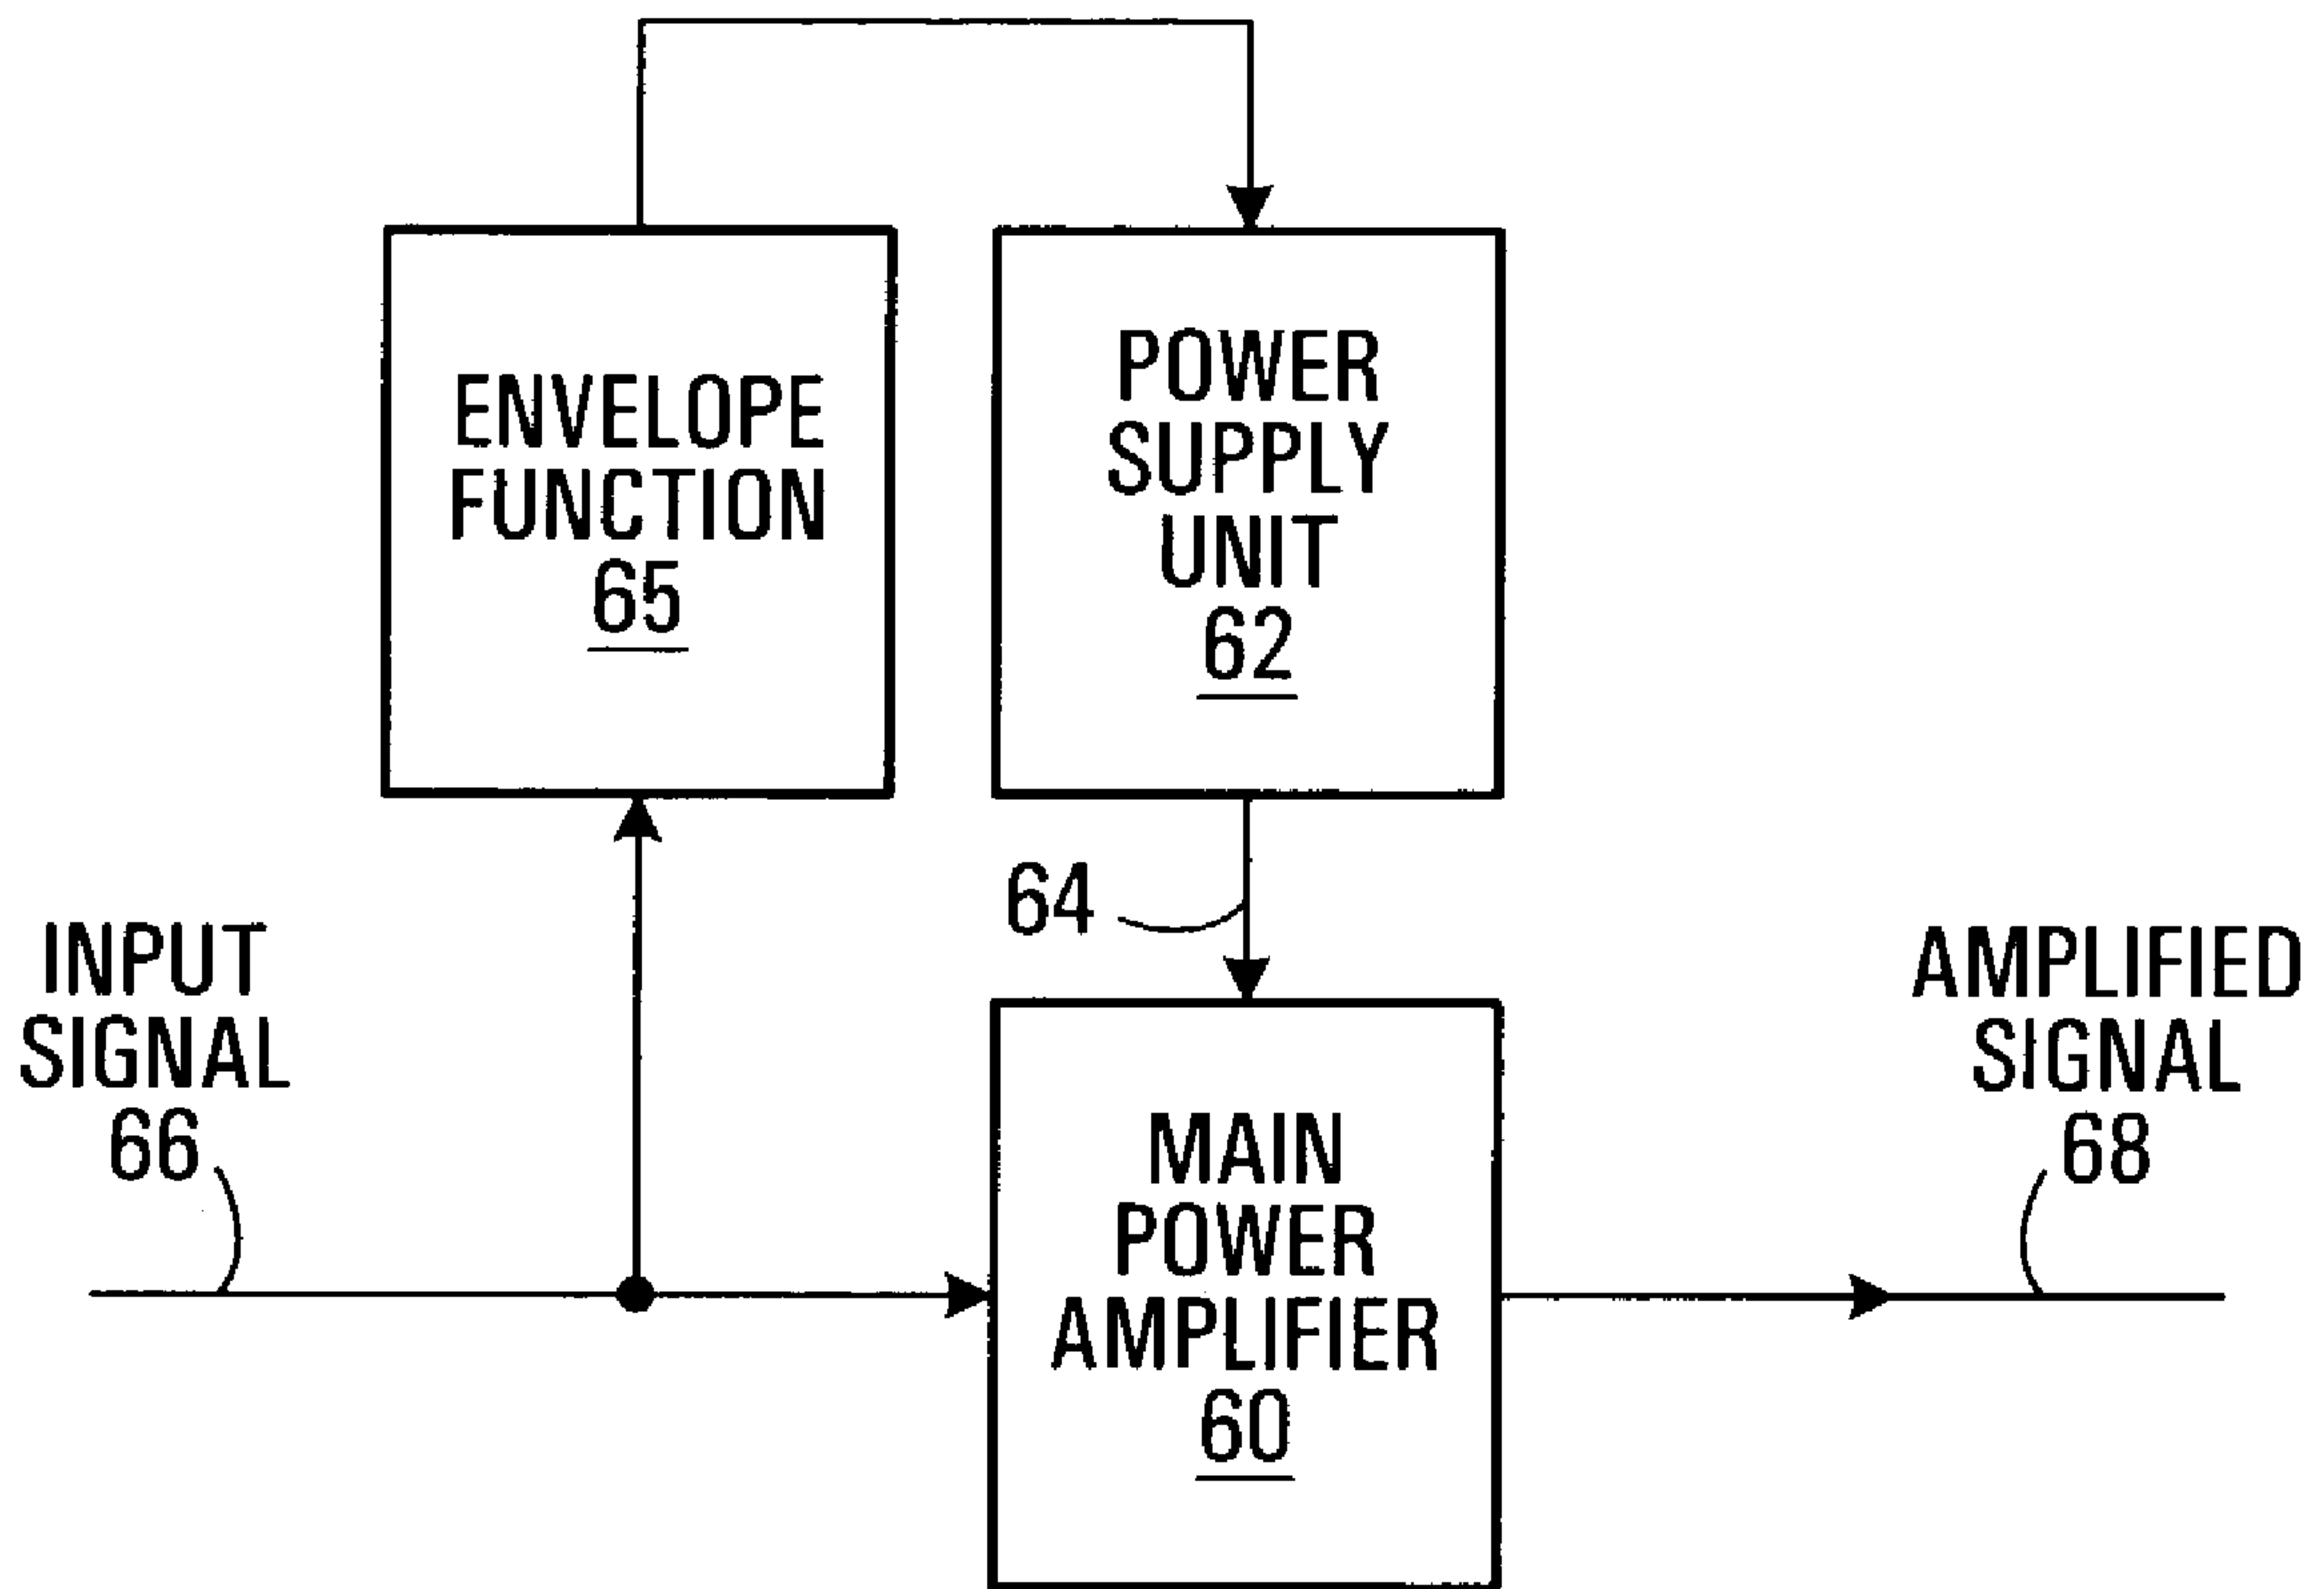 ENVELOPE
FUNCTION
65
POWER
SUPPLY
UNIT
62
64
INPUT
SIGNAL
66
AMPLIFIED
SIGNAL
68
MAIN
POWER
AMPLIFIER
60